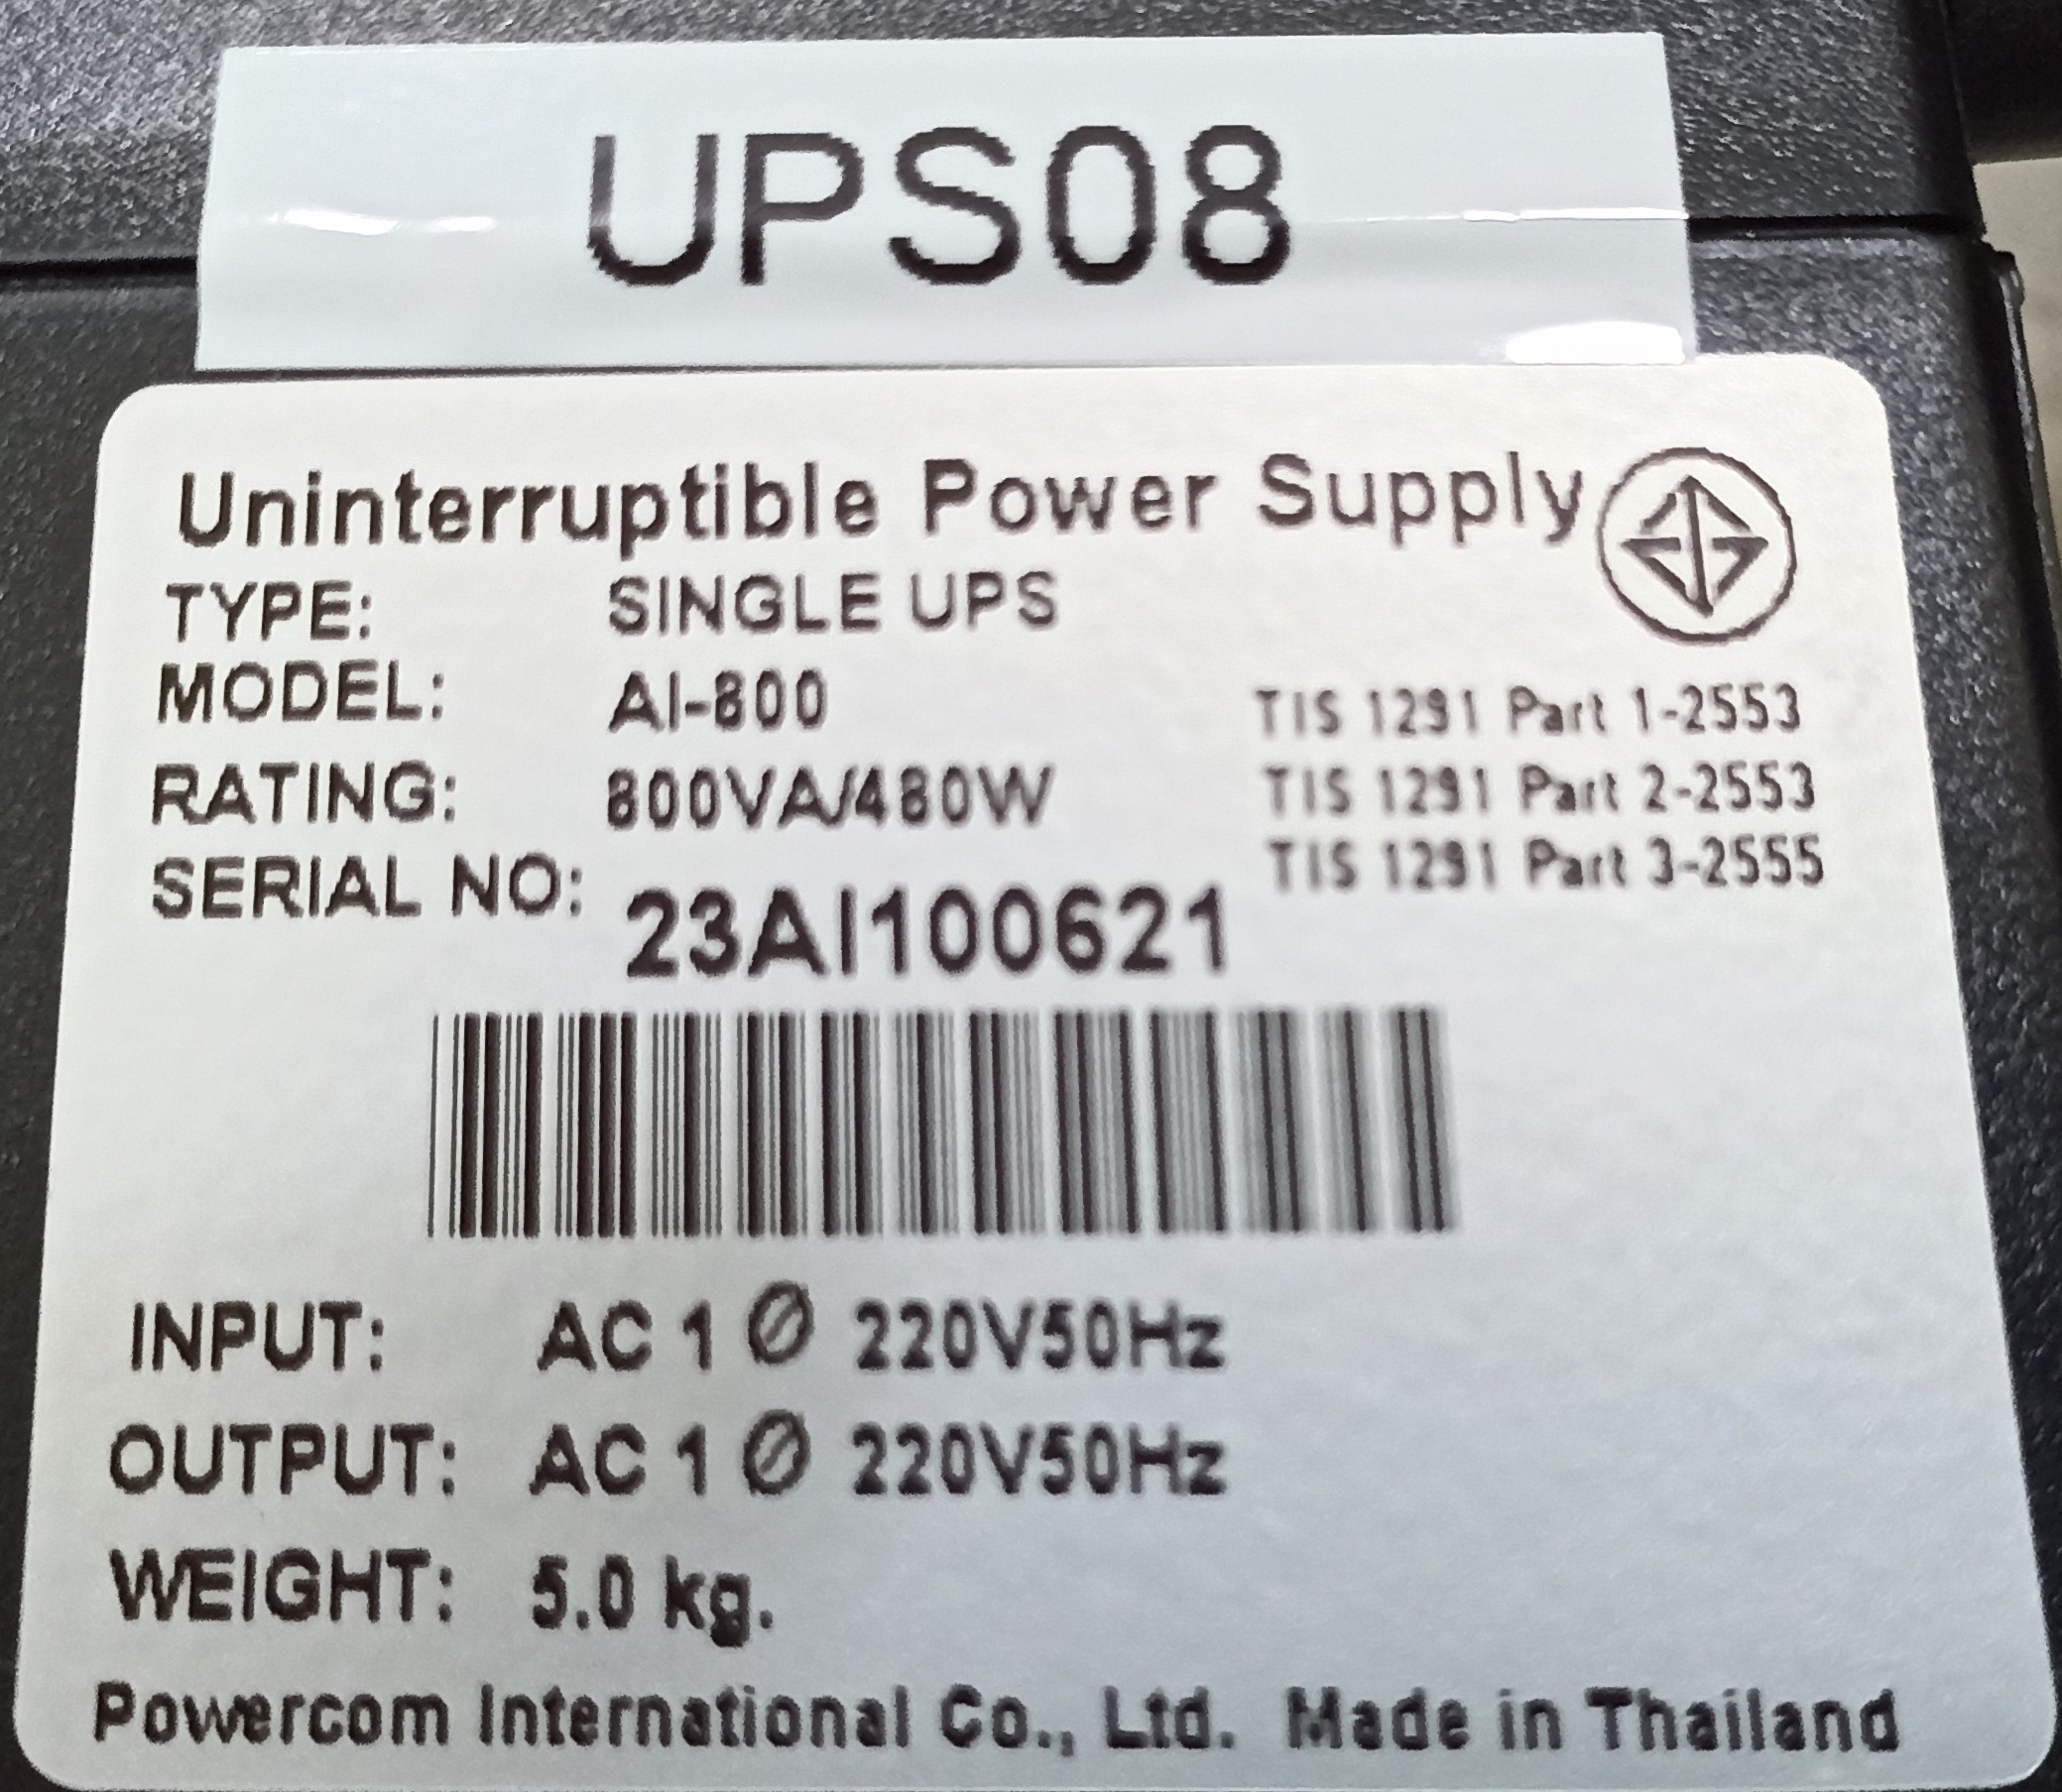 UPS08
Uninterruptible Power Supply
TYPE: SINGLE UPS
MODEL: AI-800
RATING: 800VA/480W
SERIAL NO: 23AI100621
TIS 1291 Part 1-2553
TIS 1291 Part 2-2553
TIS 1291 Part 3-2555
INPUT: AC 1 Ø 220V50Hz
OUTPUT: AC 1 Ø 220V50Hz
WEIGHT: 5.0 kg.
Powercom International Co., Ltd. Made in Thailand